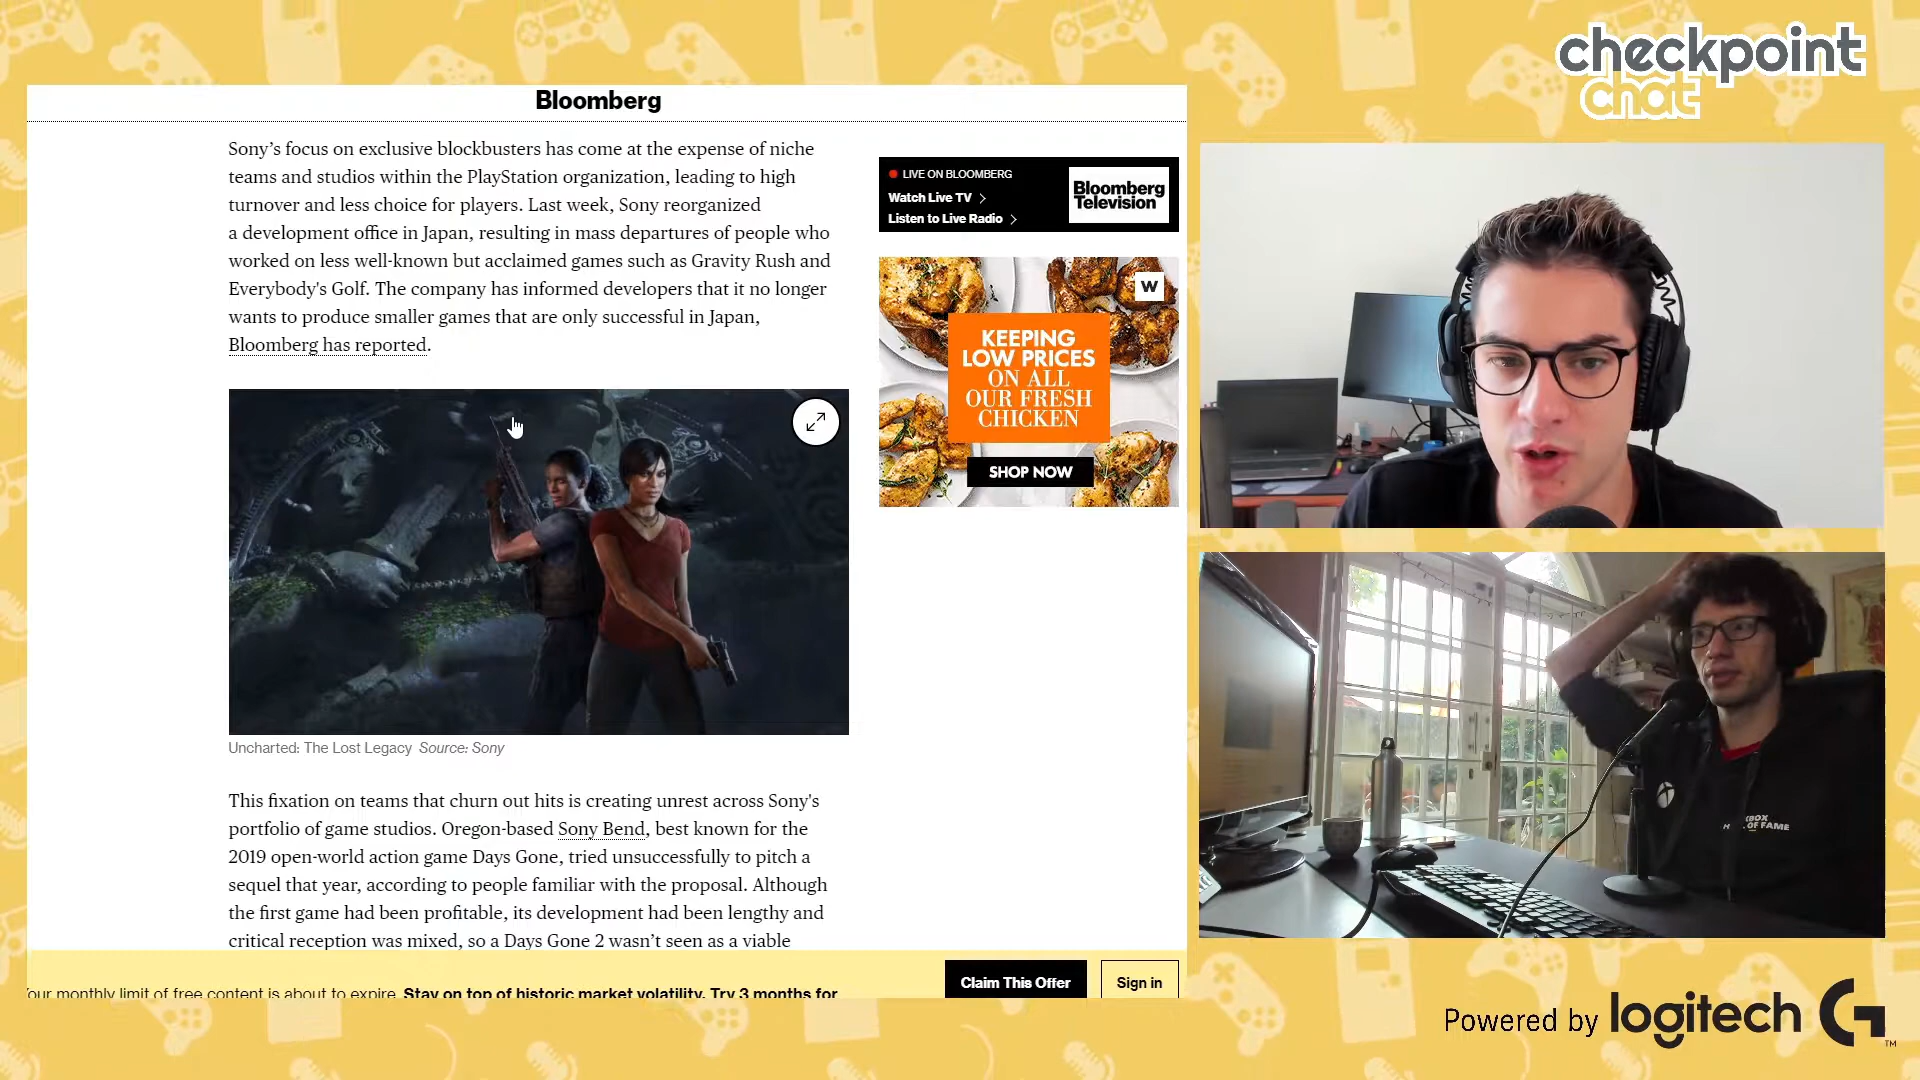 checkpoint
chat
Bloomberg
Sony’s focus on exclusive blockbusters has come at the expense of niche
teams and studios within the PlayStation organization, leading to high
turnover and less choice for players. Last week, Sony reorganized
a development office in Japan, resulting in mass departures of people who
worked on less well-known but acclaimed games such as Gravity Rush and
Everybody's Golf. The company has informed developers that it no longer
wants to produce smaller games that are only successful in Japan,
Bloomberg has reported.
Uncharted: The Lost Legacy Source: Sony
This fixation on teams that churn out hits is creating unrest across Sony's
portfolio of game studios. Oregon-based Sony Bend, best known for the
2019 open-world action game Days Gone, tried unsuccessfully to pitch a
sequel that year, according to people familiar with the proposal. Although
the first game had been profitable, its development had been lengthy and
critical reception was mixed, so a Days Gone 2 wasn’t seen as a viable
LIVE ON BLOOMBERG
Watch Live TV
Listen to Live Radio
Bloomberg
Television
W
KEEPING
LOW PRICES
ON ALL
OUR FRESH
CHICKEN
SHOP NOW
Your monthly limit of free content is about to expire. Stay on top of historic market volatility. Try 3 months for
Claim This Offer
Sign in
OF FAME
Powered by logitech G
TM